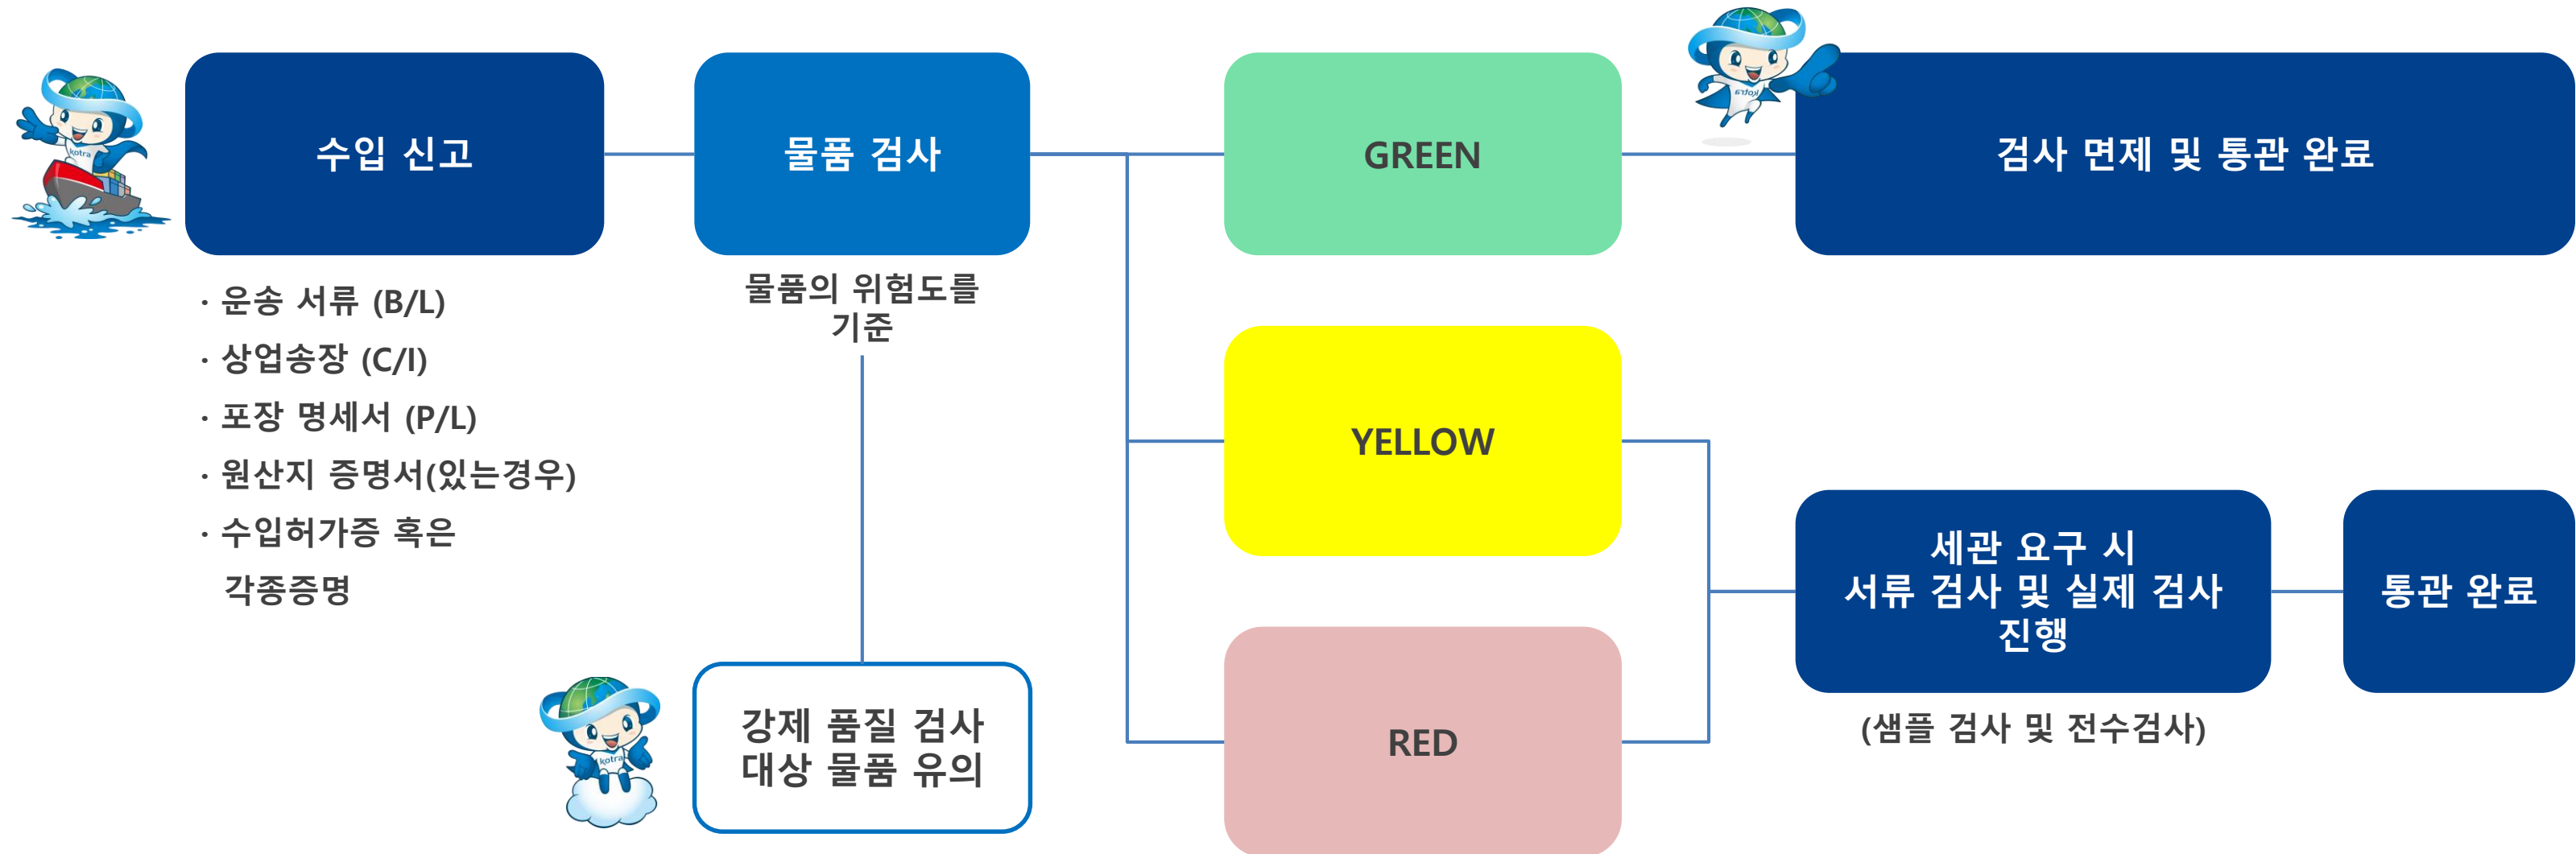 수입 신고
· 운송 서류 (B/L)
· 상업송장 (C/I)
· 포장 명세서 (P/L)
· 원산지 증명서(있는경우)
· 수입허가증 혹은
각종증명
물품 검사
물품의 위험도를
기준
강제 품질 검사
대상 물품 유의
GREEN
YELLOW
RED
검사 면제 및 통관 완료
세관 요구 시
서류 검사 및 실제 검사
진행
(샘플 검사 및 전수검사)
통관 완료
kotra
kotra
kotra